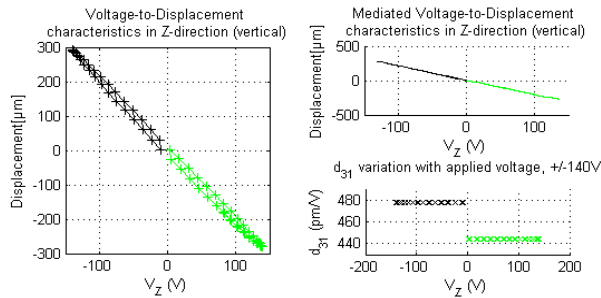 Voltage-to-Displacement
characteristics in Z-direction (vertical)
Displacement[µm]
300
200
100
0
-100
-200
-300
-100
0
100
V_Z (V)
Mediated Voltage-to-Displacement
characteristics in Z-direction (vertical)
Displacement[µm]
500
0
-500
-100
0
100
V_Z (V)
d_31 variation with applied voltage, +/-140V
d_31 (pm/V)
480
460
440
-200
-100
0
100
200
V_Z (V)